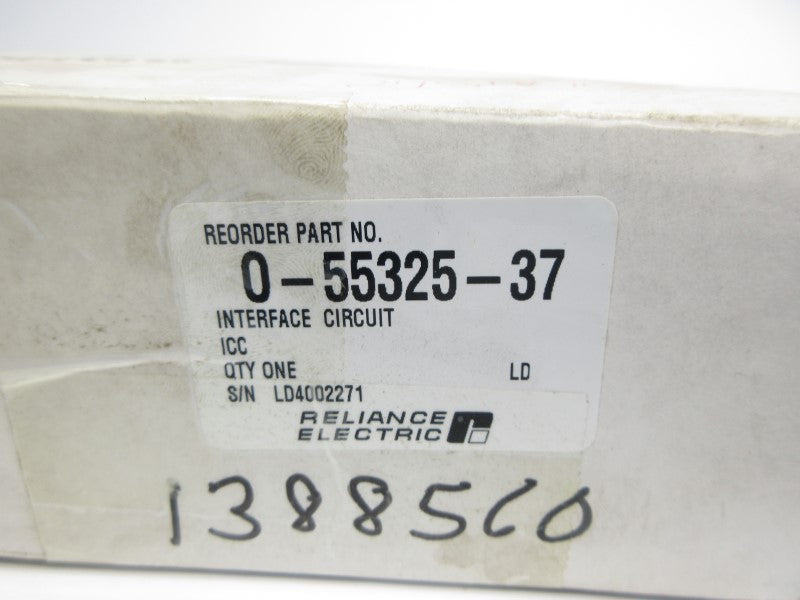 REORDER PART NO.
0-55325-37
INTERFACE CIRCUIT
ICC
QTY ONE LD
S/N LD4002271
RELIANCE
ELECTRIC
1388560